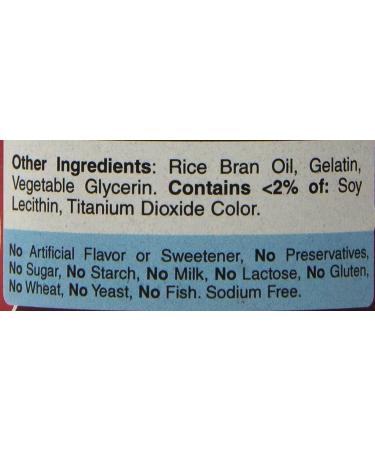 Other Ingredients: Rice Bran Oil, Gelatin,
Vegetable Glycerin. Contains <2% of: Soy
Lecithin, Titanium Dioxide Color.
No Artificial Flavor or Sweetener, No Preservatives,
No Sugar, No Starch, No Milk, No Lactose, No Gluten,
No Wheat, No Yeast, No Fish. Sodium Free.